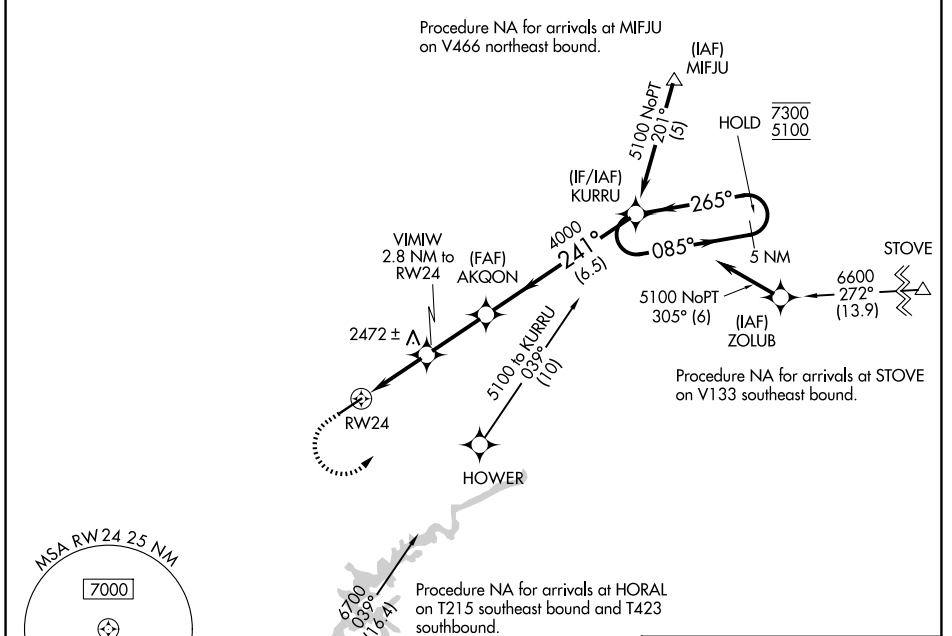 Procedure NA for arrivals at MIFJU
on V466 northeast bound.
(IAF)
MIFJU
5100 NoPT
201°
(5)
HOLD
7300
5100
(IF/IAF)
KURRU
265°
085°
5 NM
4000
241°
(6.5)
VIMIW
2.8 NM to
RW24
(FAF)
AKQON
STOVE
6600
272°
(13.9)
5100 NoPT
305° (6)
(IAF)
ZOLUB
2472 ±
5100 to KURRU
039°
(10)
Procedure NA for arrivals at STOVE
on V133 southeast bound.
RW24
HOWER
MSA RW24 25 NM
7000
6700
039°
(16.4)
Procedure NA for arrivals at HORAL
on T215 southeast bound and T423
southbound.